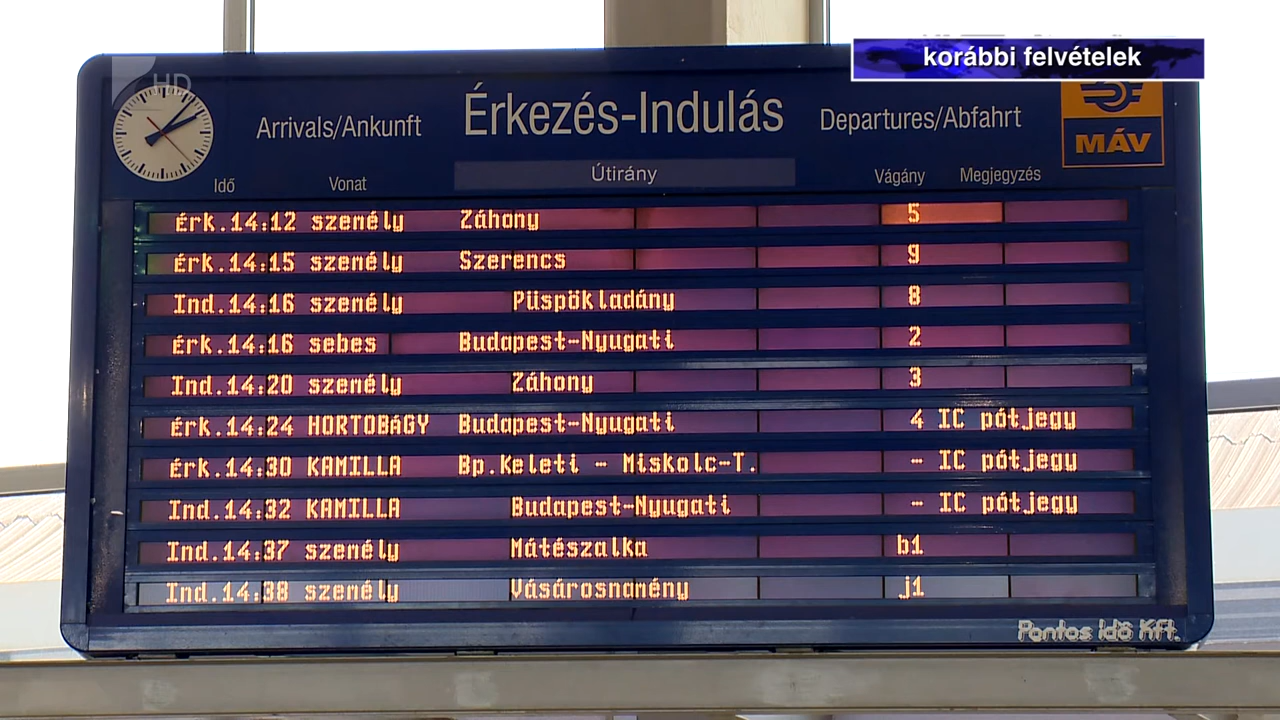 korábbi felvételek
HD
Arrivals/Ankunft Érkezés-Indulás Departures/Abfahrt
MÁV
Idő Vonat Útirány Vágány Megjegyzés
Érk.14:12 személy Záhony 5
Érk.14:15 személy Szerencs 9
Ind.14:16 személy Püspökladány 8
Érk.14:16 sebes Budapest-Nyugati 2
Ind.14:20 személy Záhony 3
Érk.14:24 HORTOBÁGY Budapest-Nyugati 4 IC pótjegy
Érk.14:30 KAMILLA Bp.Keleti - Miskolc-T. - IC pótjegy
Ind.14:32 KAMILLA Budapest-Nyugati - IC pótjegy
Ind.14:37 személy Mátészalka b1
Ind.14:38 személy Vásárosnamény j1
Pontos Idő Kft.